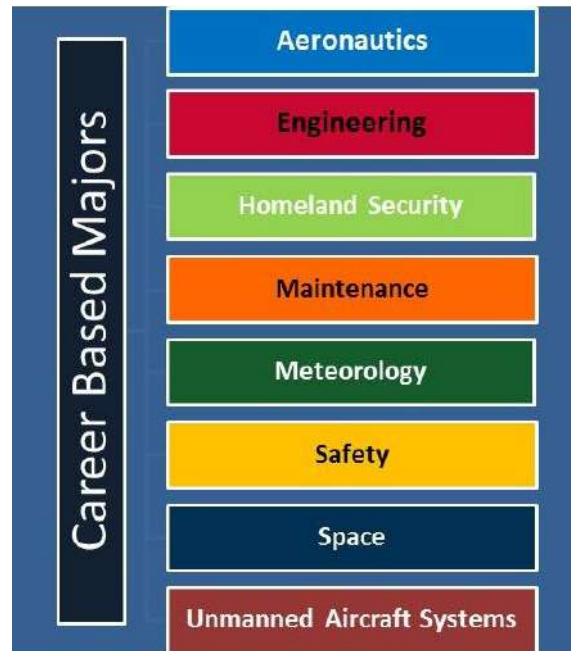 Career Based Majors
Aeronautics
Engineering
Homeland Security
Maintenance
Meteorology
Safety
Space
Unmanned Aircraft Systems